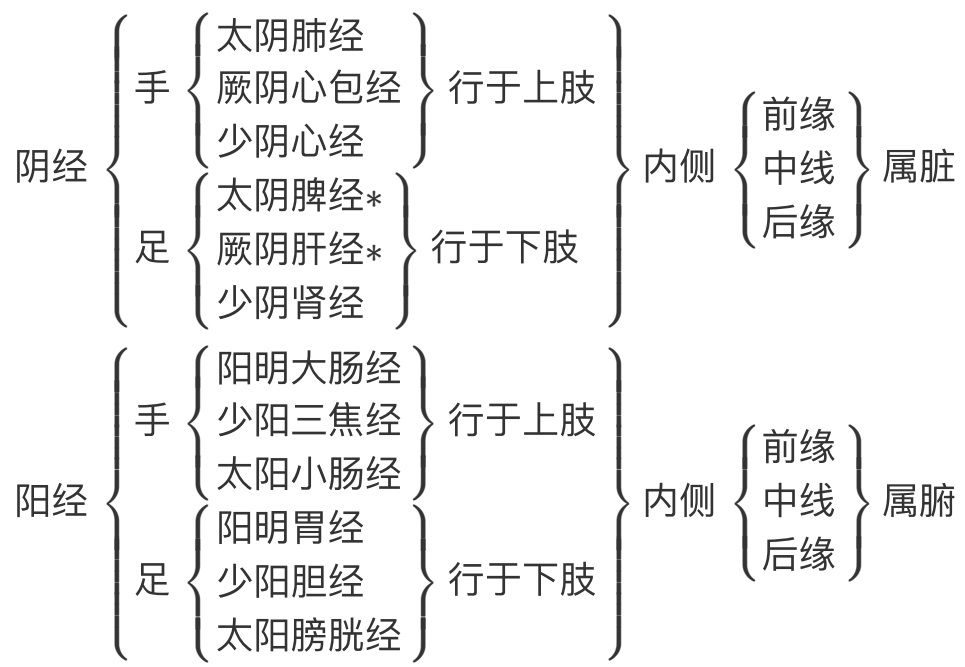 阴经
手
太阴肺经
厥阴心包经
少阴心经
行于上肢
足
太阴脾经*
厥阴肝经*
少阴肾经
行于下肢
内侧
前缘
中线
后缘
属脏
阳经
手
阳明大肠经
少阳三焦经
太阳小肠经
行于上肢
足
阳明胃经
少阳胆经
太阳膀胱经
行于下肢
内侧
前缘
中线
后缘
属腑